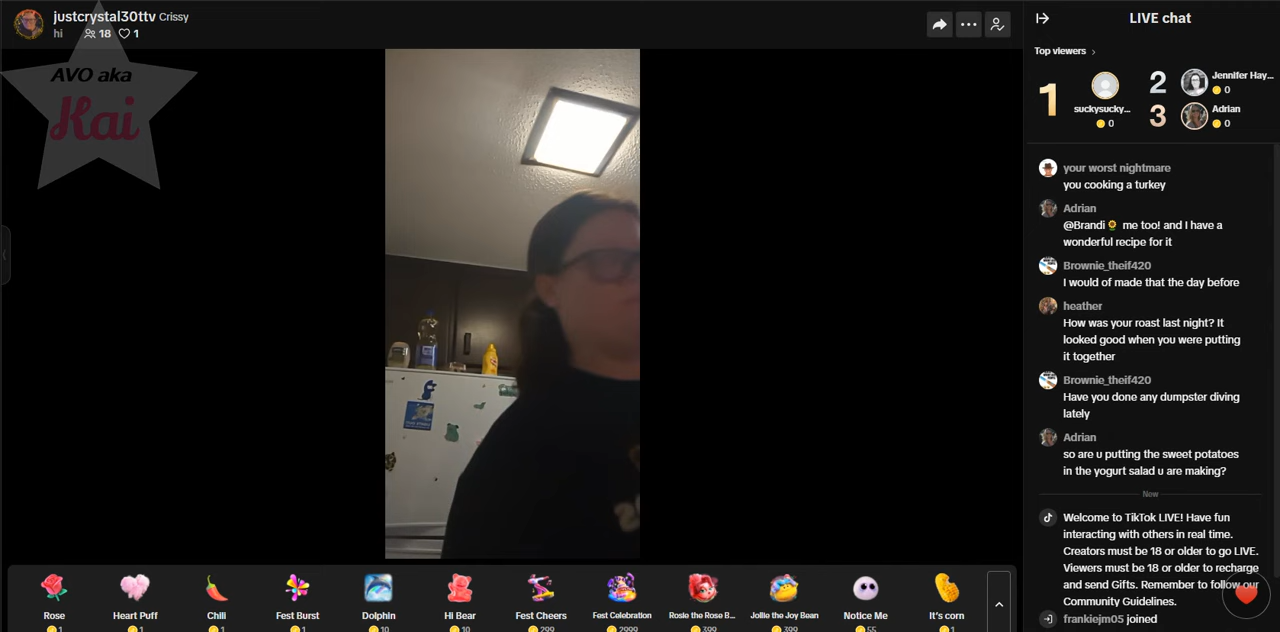 justcrystal30ttv Crissy
hi 18 1
AVO aka
Kai
LIVE chat
Top viewers
1
suckysucky...
0
2
Jennifer Hay...
0
3
Adrian
0
your worst nightmare
you cooking a turkey
Adrian
@Brandi🌻 me too! and I have a
wonderful recipe for it
Brownie_theif420
I would of made that the day before
heather
How was your roast last night? It
looked good when you were putting
it together
Brownie_theif420
Have you done any dumpster diving
lately
Adrian
so are u putting the sweet potatoes
in the yogurt salad u are making?
Now
Welcome to TikTok LIVE! Have fun
interacting with others in real time.
Creators must be 18 or older to go LIVE.
Viewers must be 18 or older to recharge
and send Gifts. Remember to follow our
Community Guidelines.
frankiejm05 joined
Rose
1
Heart Puff
1
Chili
1
Fest Burst
1
Dolphin
10
Hi Bear
10
Fest Cheers
299
Fest Celebration
2999
Rosie the Rose B...
399
Jollie the Joy Bean
399
Notice Me
55
It's corn
1